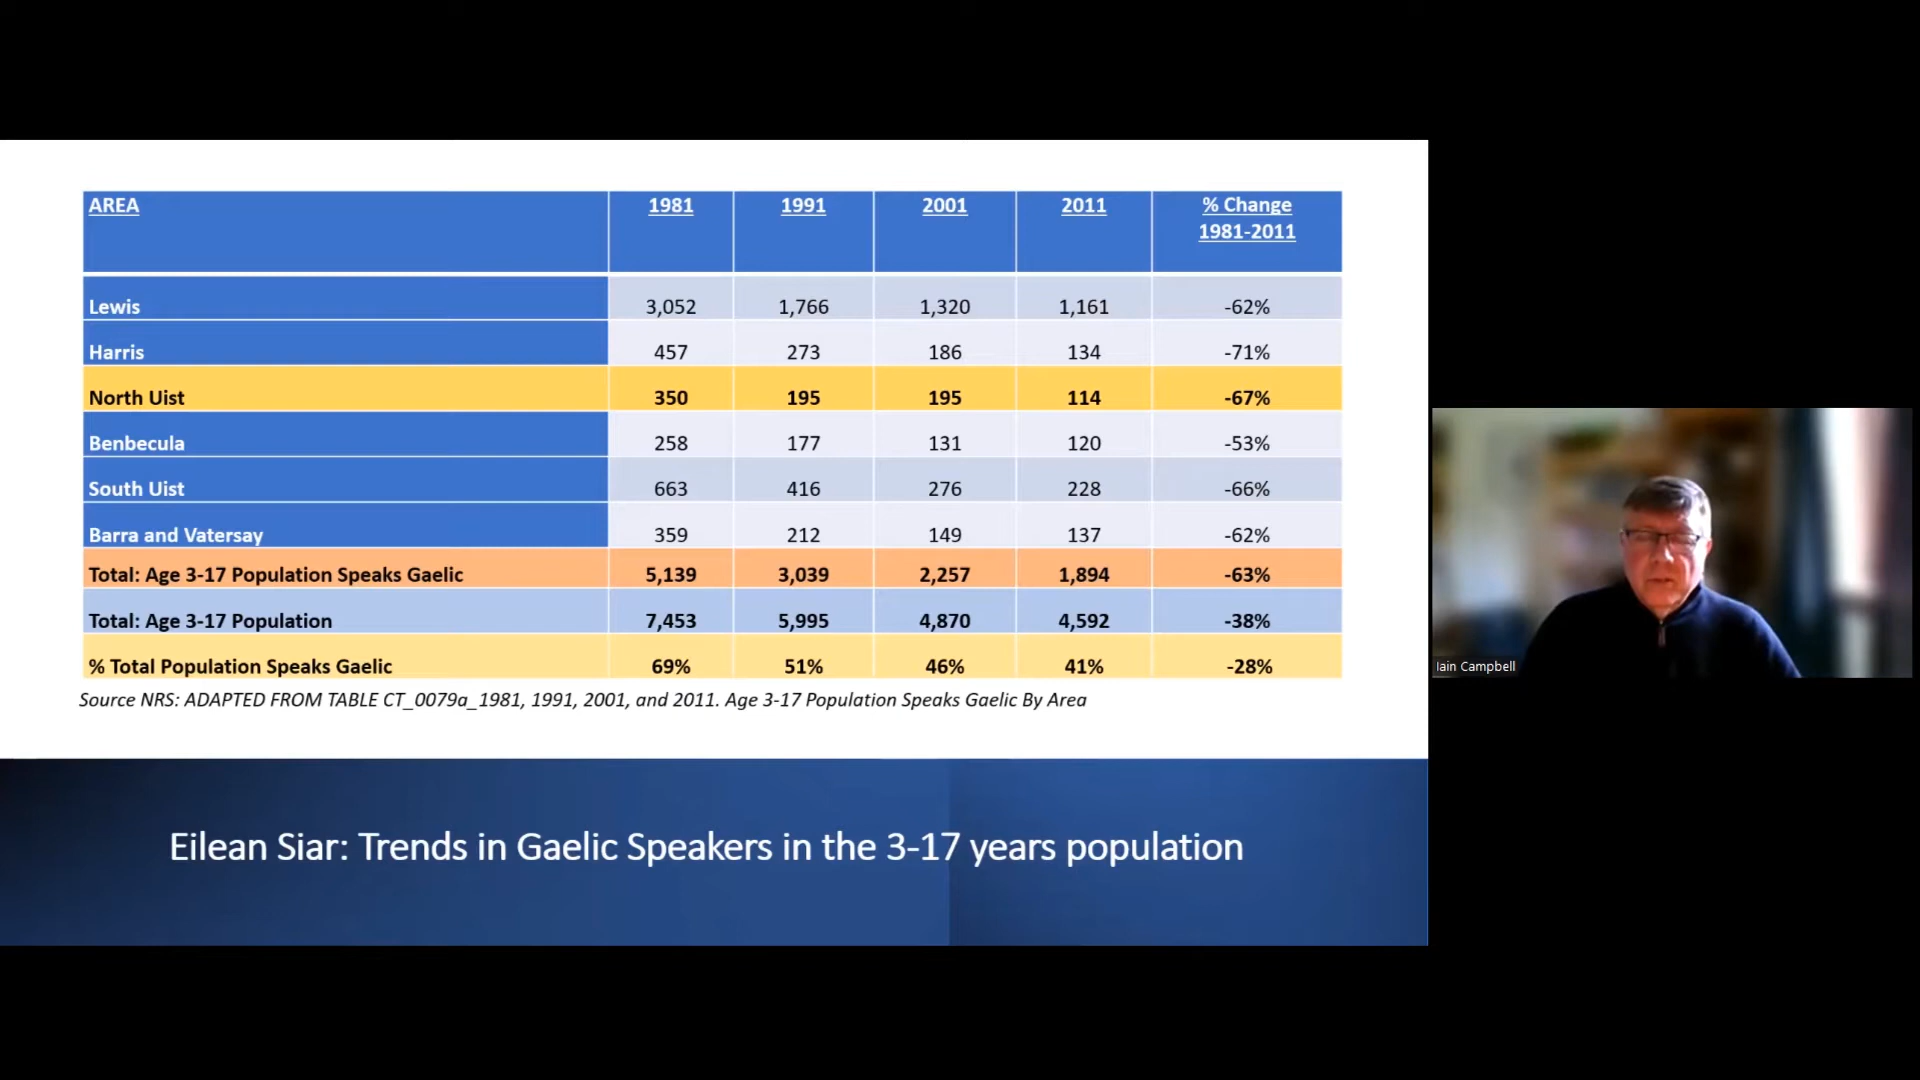 AREA 1981 1991 2001 2011 % Change
1981-2011
Lewis 3,052 1,766 1,320 1,161 -62%
Harris 457 273 186 134 -71%
North Uist 350 195 195 114 -67%
Benbecula 258 177 131 120 -53%
South Uist 663 416 276 228 -66%
Barra and Vatersay 359 212 149 137 -62%
Total: Age 3-17 Population Speaks Gaelic 5,139 3,039 2,257 1,894 -63%
Total: Age 3-17 Population 7,453 5,995 4,870 4,592 -38%
% Total Population Speaks Gaelic 69% 51% 46% 41% -28%
Source NRS: ADAPTED FROM TABLE CT_0079a_1981, 1991, 2001, and 2011. Age 3-17 Population Speaks Gaelic By Area
Eilean Siar: Trends in Gaelic Speakers in the 3-17 years population
Iain Campbell